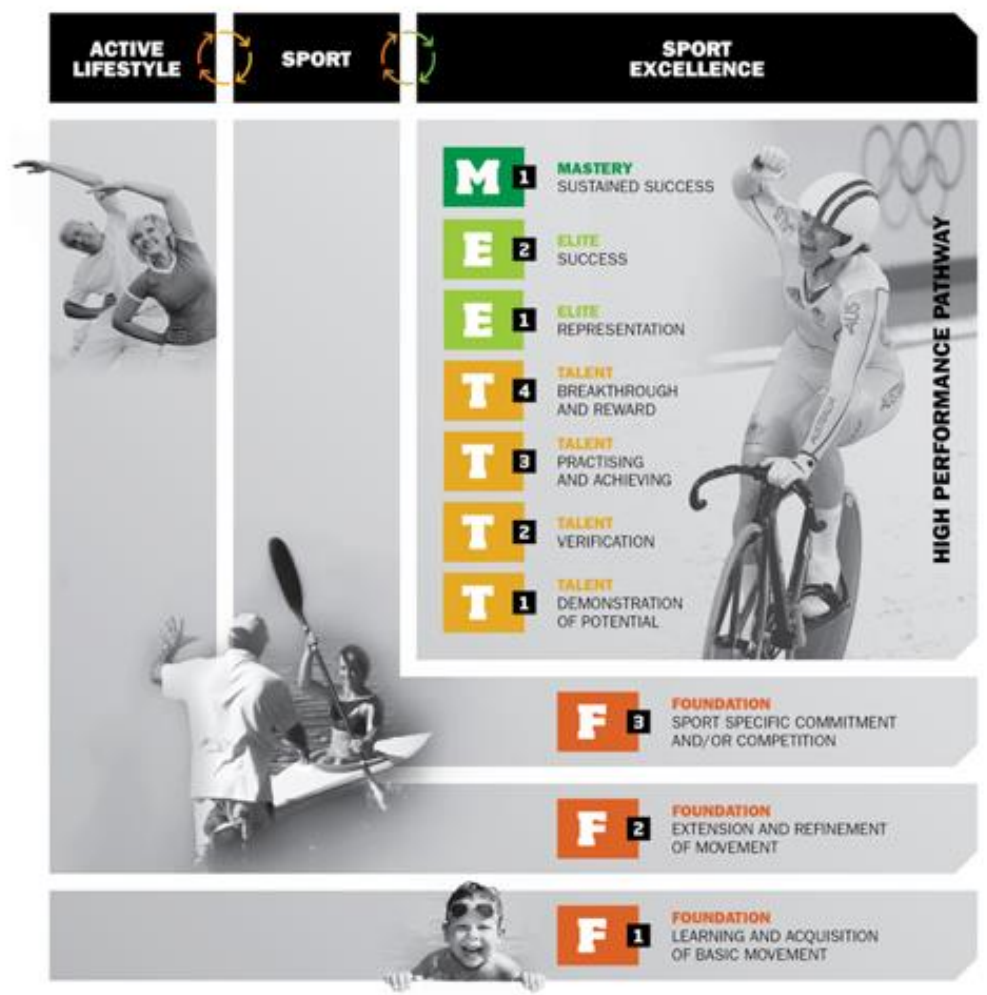 ACTIVE
LIFESTYLE
SPORT
SPORT
EXCELLENCE
M 1
MASTERY
SUSTAINED SUCCESS
E 2
ELITE
SUCCESS
E 1
ELITE
REPRESENTATION
T 4
TALENT
BREAKTHROUGH
AND REWARD
T 3
TALENT
PRACTISING
AND ACHIEVING
T 2
TALENT
VERIFICATION
T 1
TALENT
DEMONSTRATION
OF POTENTIAL
HIGH PERFORMANCE PATHWAY
AUS
AUSTRALIA
F 3
FOUNDATION
SPORT SPECIFIC COMMITMENT
AND/OR COMPETITION
F 2
FOUNDATION
EXTENSION AND REFINEMENT
OF MOVEMENT
F 1
FOUNDATION
LEARNING AND ACQUISITION
OF BASIC MOVEMENT